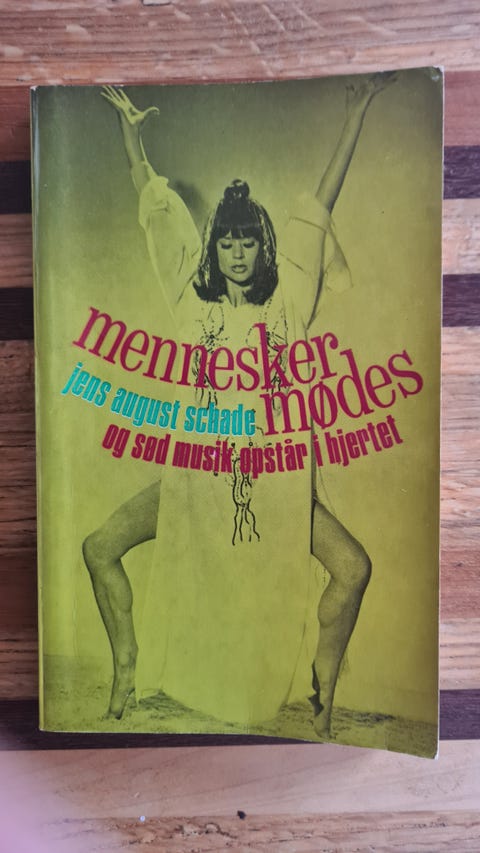 mennesker
mødes
jens august schade
og sød musik opstår i hjertet